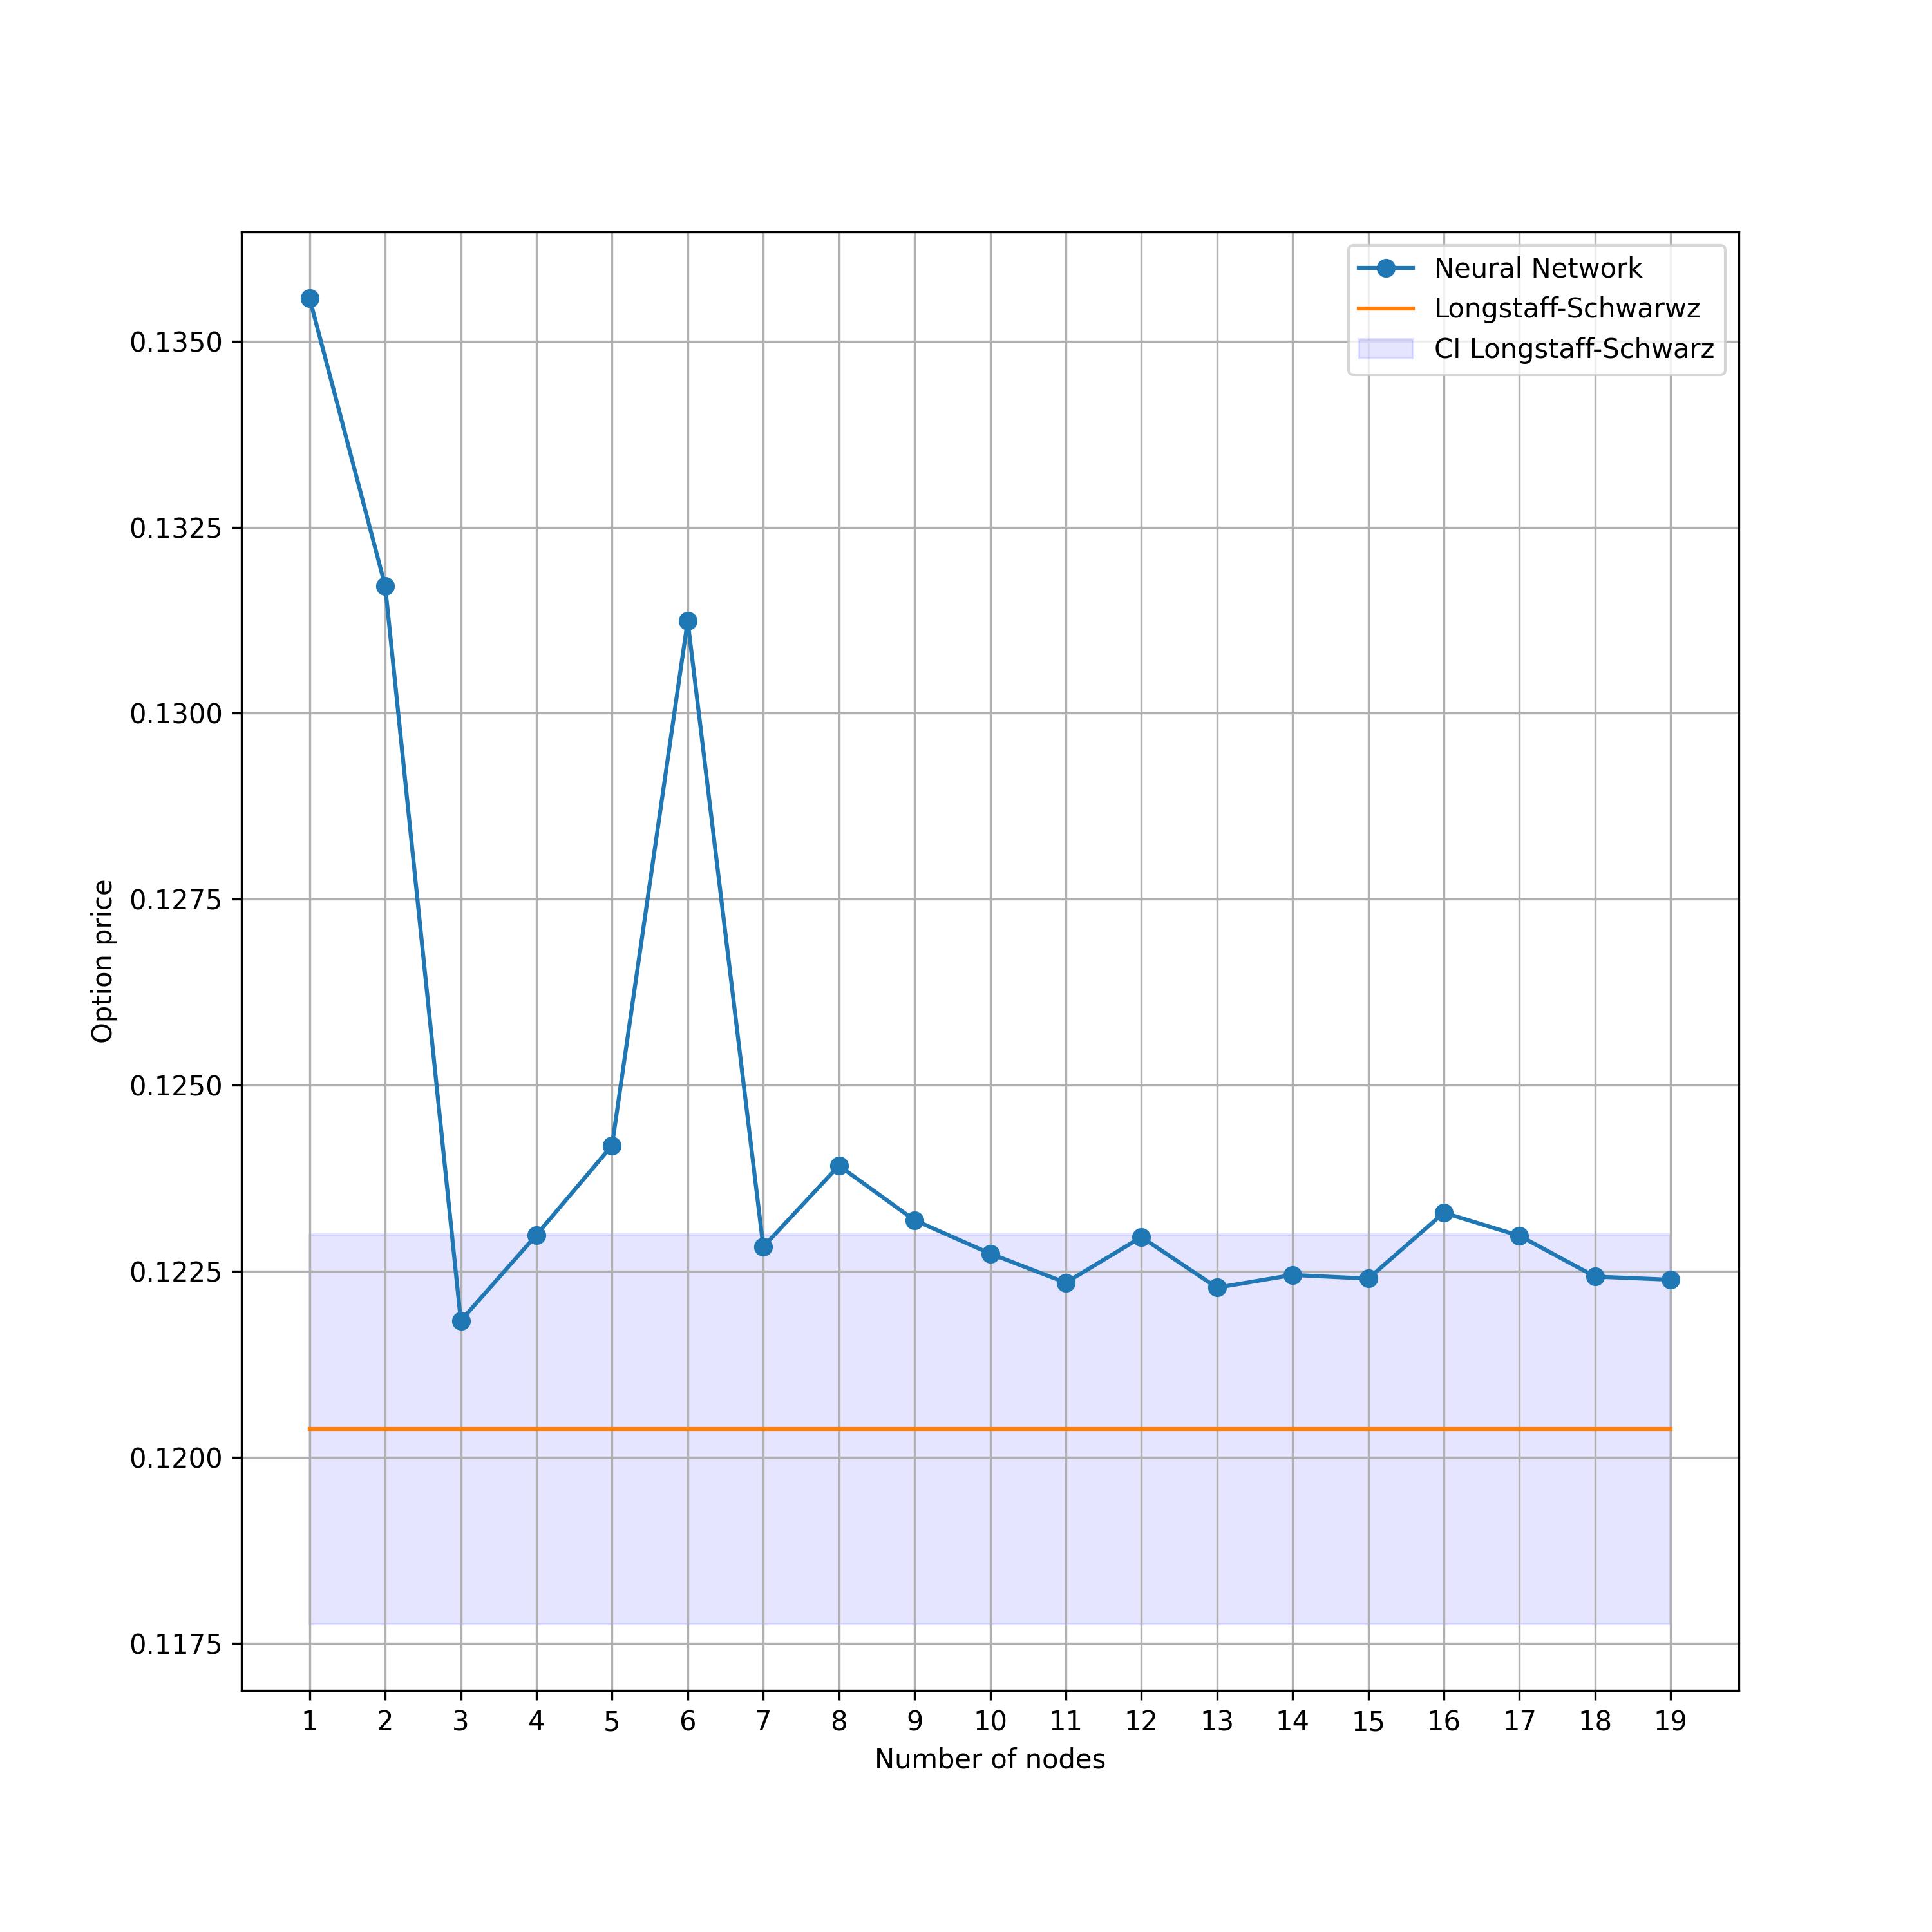 Neural Network
Longstaff-Schwarwz
CI Longstaff-Schwarz
0.1350
0.1325
0.1300
0.1275
0.1250
0.1225
0.1200
0.1175
Option price
1 2 3 4 5 6 7 8 9 10 11 12 13 14 15 16 17 18 19
Number of nodes